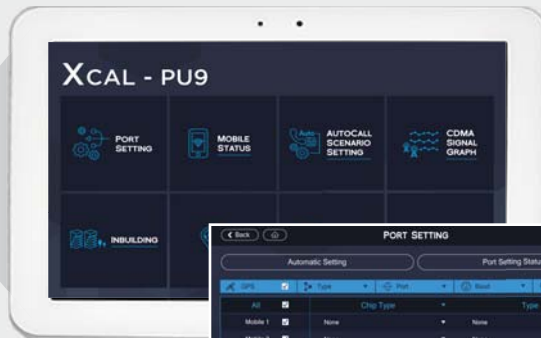 XCAL - PU9
PORT
SETTING
MOBILE
STATUS
Auto
AUTOCALL
SCENARIO
SETTING
CDMA
SIGNAL
GRAPH
INBUILDING
Back
PORT SETTING
Automatic Setting
Port Setting Status
GPS
Type
Port
Baud
All
Chip Type
Type
Mobile 1
None
None